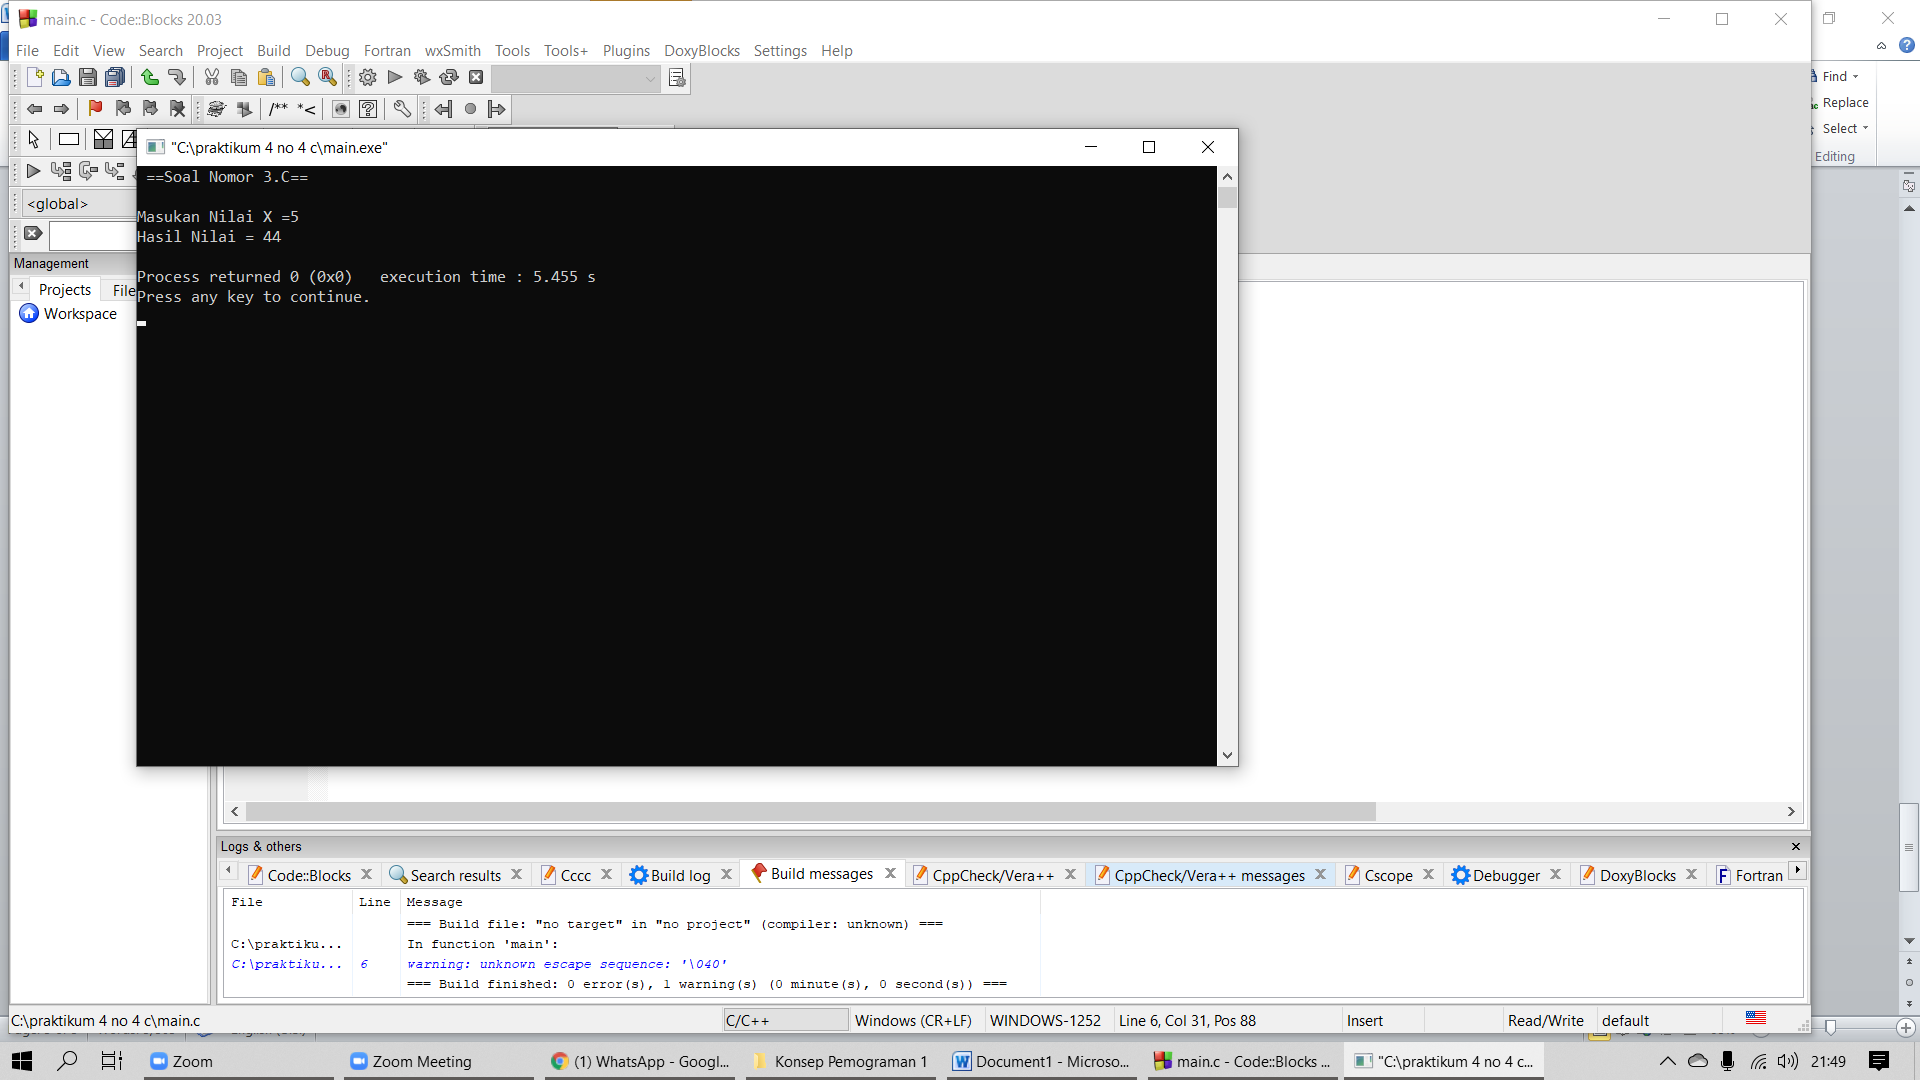 main.c - Code::Blocks 20.03
File Edit View Search Project Build Debug Fortran wxSmith Tools Tools+ Plugins DoxyBlocks Settings Help
Find
Replace
Select
Editing
/** *<
"C:\praktikum 4 no 4 c\main.exe"
==Soal Nomor 3.C==
Masukan Nilai X =5
Hasil Nilai = 44
Process returned 0 (0x0)   execution time : 5.455 s
Press any key to continue.
<global>
Management
Projects File
Workspace
Logs & others
Code::Blocks Search results Cccc Build log Build messages CppCheck/Vera++ CppCheck/Vera++ messages Cscope Debugger DoxyBlocks Fortran
File Line Message
=== Build file: "no target" in "no project" (compiler: unknown) ===
C:\praktiku... In function 'main':
C:\praktiku... 6 warning: unknown escape sequence: '\040'
=== Build finished: 0 error(s), 1 warning(s) (0 minute(s), 0 second(s)) ===
C:\praktikum 4 no 4 c\main.c C/C++ Windows (CR+LF) WINDOWS-1252 Line 6, Col 31, Pos 88 Insert Read/Write default
Zoom Zoom Meeting (1) WhatsApp - Googl... Konsep Pemograman 1 Document1 - Microso... main.c - Code::Blocks ... "C:\praktikum 4 no 4 c... 21:49